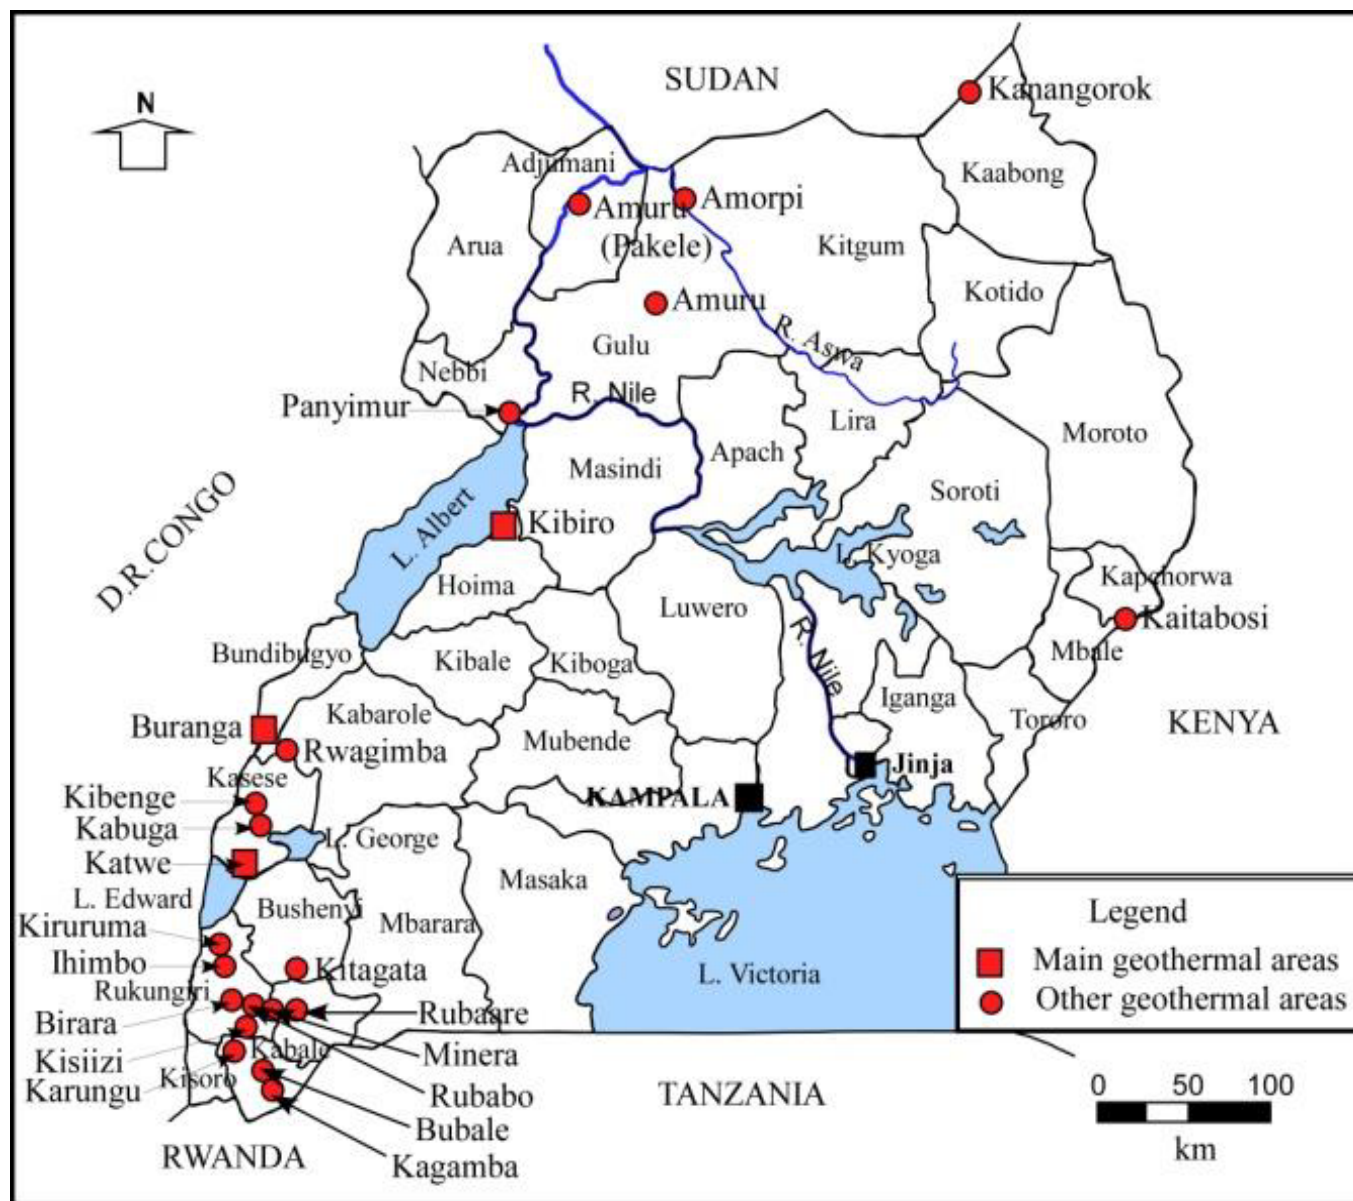 SUDAN
N
Kanangorok
Adjumani
Kaabong
Amuru
(Pakele)
Amorpi
Arua
Kitgum
Kotido
Amuru
R. Aswa
Gulu
Nebbi
R. Nile
Panyimur
Lira
Moroto
Apach
Masindi
Soroti
D.R.CONGO
L. Albert
Kibiro
L. Kyoga
Hoima
Kapchorwa
Luwero
Kaitabosi
R. Nile
Bundibugyo
Kibale
Kiboga
Mbale
Iganga
Kabarole
Tororo
KENYA
Buranga
Rwagimba
Mubende
Jinja
Kasese
Kibenge
KAMPALA
Kabuga
L. George
Katwe
Masaka
L. Edward
Bushenyi
Mbarara
Kiruruma
Ihimbo
Kitagata
L. Victoria
Legend
Main geothermal areas
Other geothermal areas
Rukungiri
Birara
Rubaare
Kisiizi
Kabale
Minera
Karungu
Kisoro
Rubabo
TANZANIA
Bubale
RWANDA
Kagamba
0 50 100
km